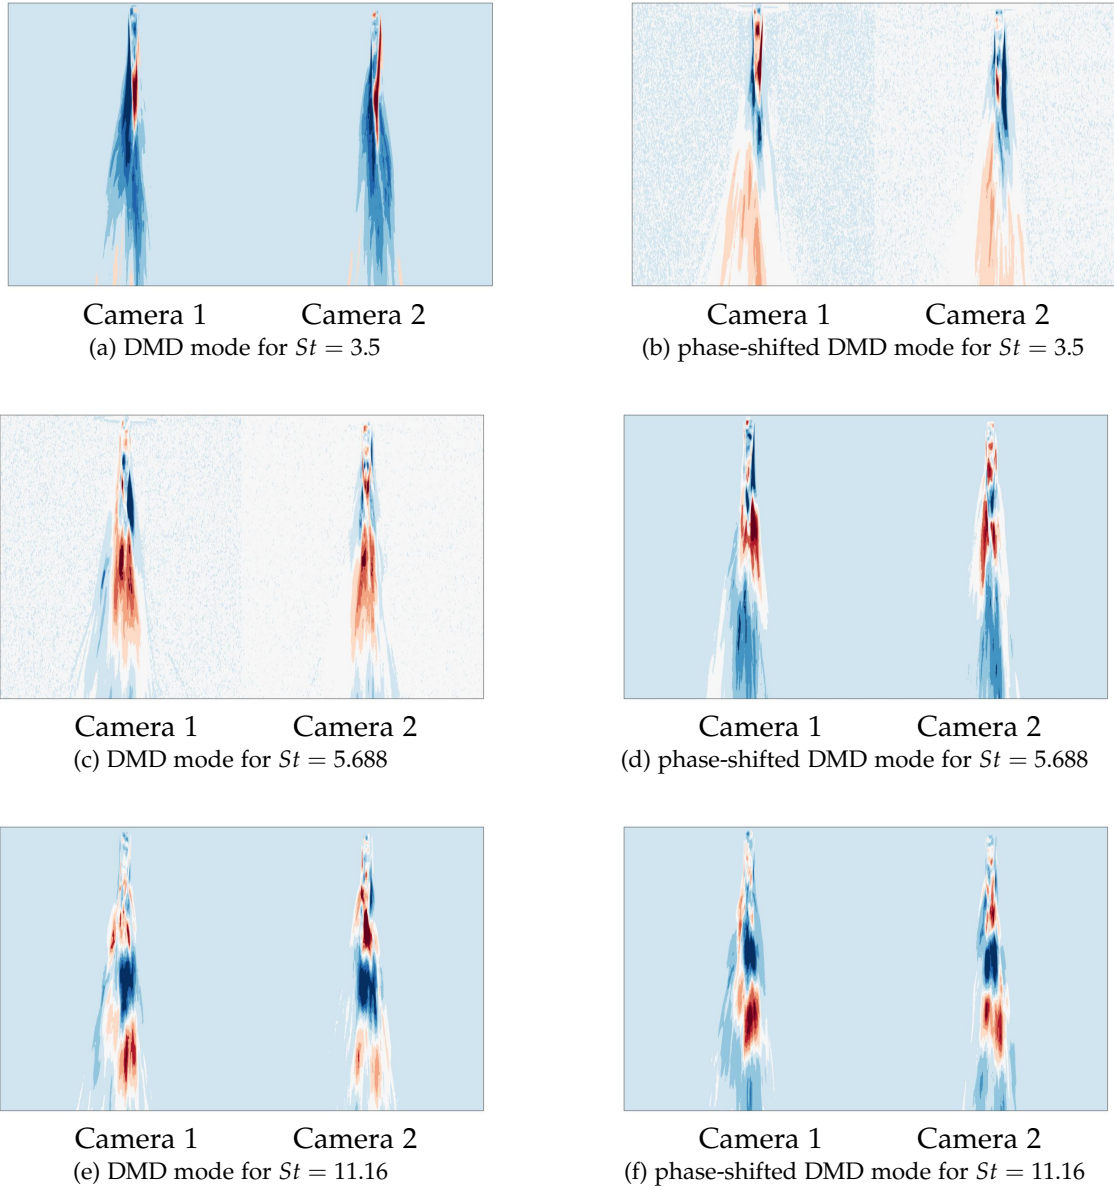 Camera 1 Camera 2
(a) DMD mode for St = 3.5
Camera 1 Camera 2
(b) phase-shifted DMD mode for St = 3.5
Camera 1 Camera 2
(c) DMD mode for St = 5.688
Camera 1 Camera 2
(d) phase-shifted DMD mode for St = 5.688
Camera 1 Camera 2
(e) DMD mode for St = 11.16
Camera 1 Camera 2
(f) phase-shifted DMD mode for St = 11.16